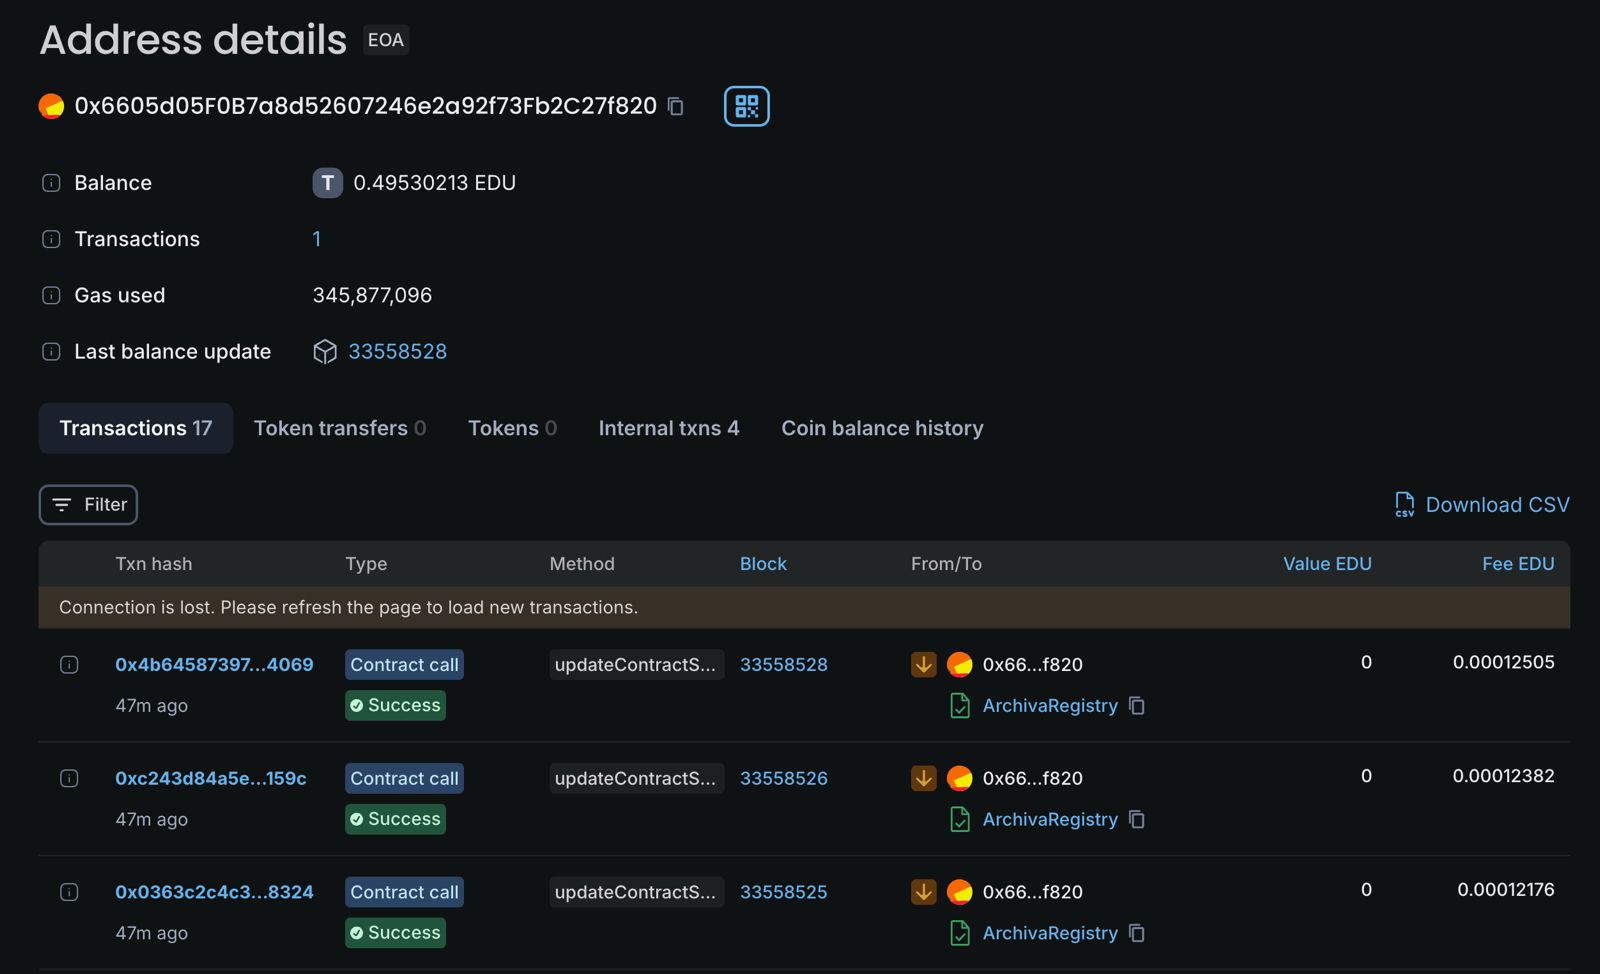 Address details EOA
0x6605d05F0B7a8d52607246e2a92f73Fb2C27f820
Balance T 0.49530213 EDU
Transactions 1
Gas used 345,877,096
Last balance update 33558528
Transactions 17 Token transfers 0 Tokens 0 Internal txns 4 Coin balance history
Filter CSV Download CSV
Txn hash Type Method Block From/To Value EDU Fee EDU
Connection is lost. Please refresh the page to load new transactions.
0x4b64587397...4069 Contract call updateContractS... 33558528 0x66...f820 0 0.00012505
47m ago Success ArchivaRegistry
0xc243d84a5e...159c Contract call updateContractS... 33558526 0x66...f820 0 0.00012382
47m ago Success ArchivaRegistry
0x0363c2c4c3...8324 Contract call updateContractS... 33558525 0x66...f820 0 0.00012176
47m ago Success ArchivaRegistry